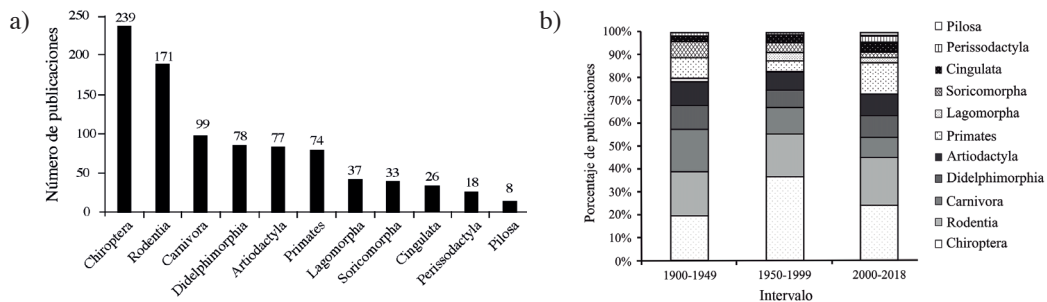 a)
Número de publicaciones
250
200
150
100
50
0
239
171
99
78
77
74
37
33
26
18
8
Chiroptera
Rodentia
Carnivora
Didelphimorphia
Artiodactyla
Primates
Lagomorpha
Soricomorpha
Cingulata
Perissodactyla
Pilosa
b)
Porcentaje de publicaciones
100%
90%
80%
70%
60%
50%
40%
30%
20%
10%
0%
1900-1949
1950-1999
2000-2018
Intervalo
Pilosa
Perissodactyla
Cingulata
Soricomorpha
Lagomorpha
Primates
Artiodactyla
Didelphimorphia
Carnivora
Rodentia
Chiroptera